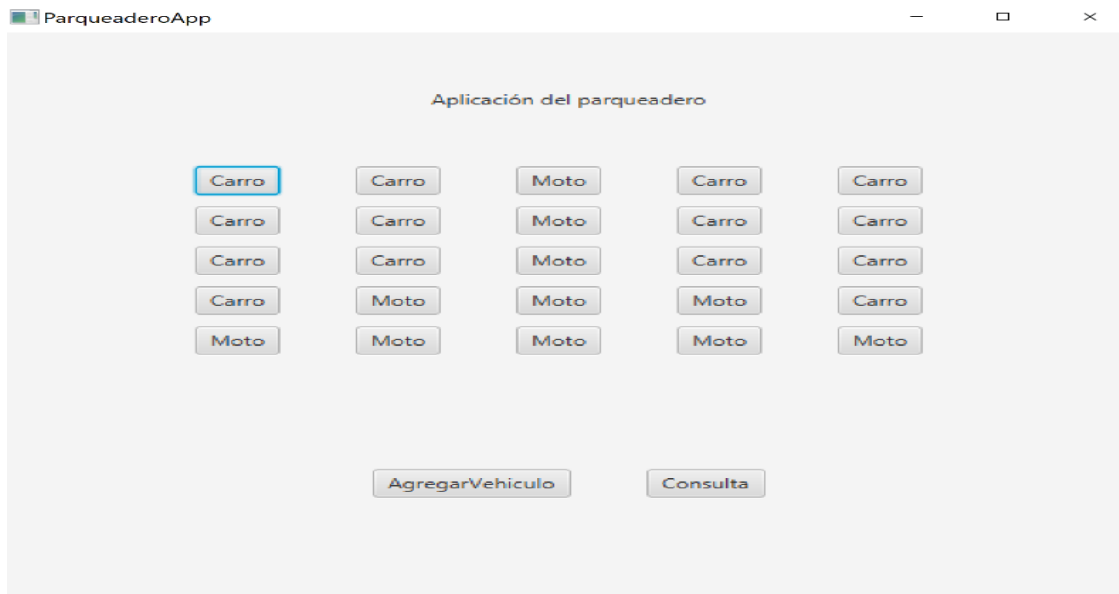 ParqueaderoApp
Aplicación del parqueadero
Carro Carro Moto Carro Carro
Carro Carro Moto Carro Carro
Carro Carro Moto Carro Carro
Carro Moto Moto Moto Carro
Moto Moto Moto Moto Moto
AgregarVehiculo Consulta